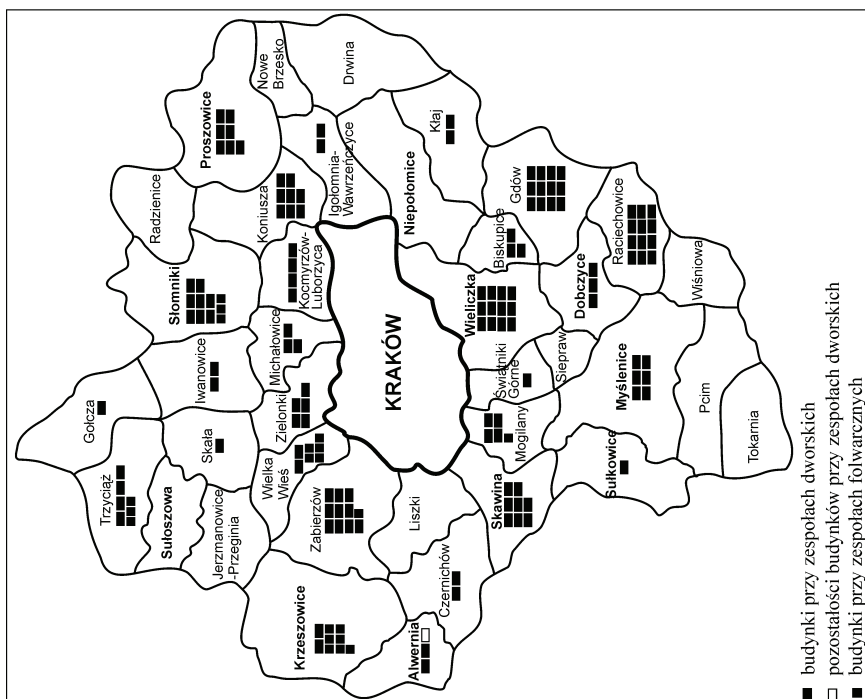 Gołcza
Trzyciąż
Sułoszowa
Jerzmanowice
-Przeginia
Skała
Iwanowice
Słomniki
Radzienice
Proszowice
Nowe
Brzesko
Drwina
Koniusza
Igołomnia-
Wawrzeńczyce
Kocmyrzów-
Luborzyca
Michałowice
Zielonki
Wielka
Wieś
Zabierzów
Krzeszowice
Alwernia
Czernichów
Liszki
KRAKÓW
Skawina
Mogilany
Świątniki
Górne
Wieliczka
Niepołomice
Kłaj
Biskupice
Gdów
Siepraw
Dobczyce
Raciechowice
Sułkowice
Myślenice
Wiśniowa
Pcim
Tokarnia
budynki przy zespołach dworskich
pozostałości budynków przy zespołach dworskich
budynki przy zespołach folwarcznych